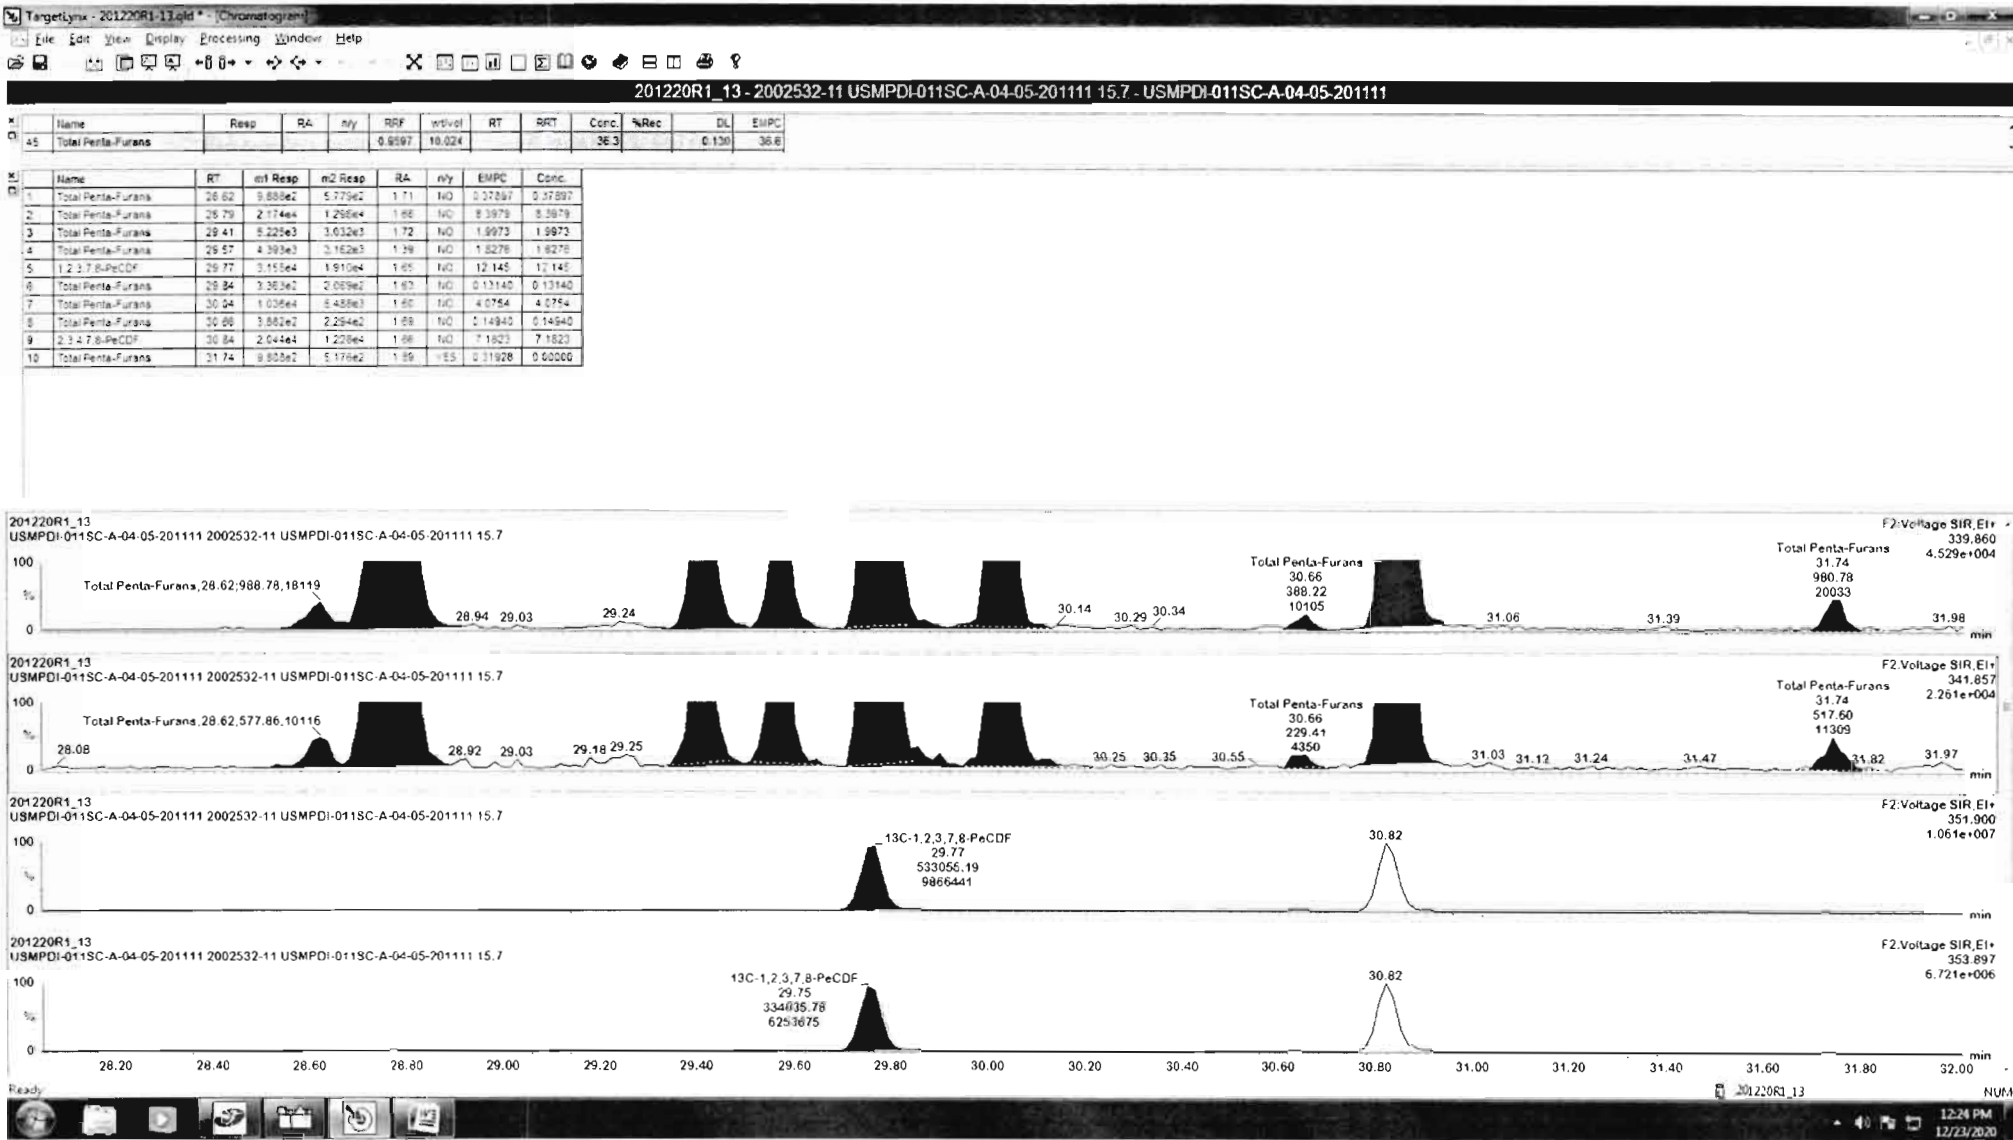 TargetLynx - 201220R1-13.qld * - [Chromatogram]
File Edit View Display Processing Window Help
201220R1_13 - 2002532-11 USMPDI-011SC-A-04-05-201111 15.7 - USMPDI-011SC-A-04-05-201111
Name Resp RA n/y RRF wt/vol RT RRT Conc. %Rec DL EMPC
45 Total Penta-Furans 10.024 36.3 0.130 36.6
Name RT m1 Resp m2 Resp RA n/y EMPC Conc.
1 Total Penta-Furans 28.62 9.888e2 5.779e2 1.71 NO 0.37897 0.37897
2 Total Penta-Furans 28.79 2.174e4 1.68 NO 8.3979 8.3979
3 Total Penta-Furans 29.41 5.225e3 3.032e3 1.72 NO 1.9973 1.9973
4 Total Penta-Furans 29.57 4.393e3 1.39 NO 1.8276 1.8276
5 1,2,3,7,8-PeCDF 29.77 3.155e4 1.910e4 1.65 NO 12.145 12.145
6 Total Penta-Furans 29.84 3.363e2 2.069e2 1.63 NO 0.13140 0.13140
7 Total Penta-Furans 30.04 1.036e4 1.60 NO 4.0754 4.0754
8 Total Penta-Furans 30.66 3.882e2 2.294e2 1.69 NO 0.14940 0.14940
9 2,3,4,7,8-PeCDF 30.84 2.044e4 1.228e4 1.66 NO 7.1823 7.1823
10 Total Penta-Furans 31.74 9.808e2 5.176e2 1.89 YES 0.31928 0.00000
201220R1_13
USMPDI-011SC-A-04-05-201111 2002532-11 USMPDI-011SC-A-04-05-201111 15.7
F2:Voltage SIR,EI+
339.860
4.529e+004
100
%
0
Total Penta-Furans,28.62;988.78,18119
28.94 29.03 29.24
30.14 30.29 30.34
Total Penta-Furans
30.66
388.22
10105
31.06 31.39
Total Penta-Furans
31.74
980.78
20033
31.98
min
201220R1_13
USMPDI-011SC-A-04-05-201111 2002532-11 USMPDI-011SC-A-04-05-201111 15.7
F2:Voltage SIR,EI+
341.857
2.261e+004
100
%
0
28.08
Total Penta-Furans,28.62,577.86,10116
28.92 29.03 29.18 29.25
30.25 30.35 30.55
Total Penta-Furans
30.66
229.41
4350
31.03 31.12 31.24 31.47
Total Penta-Furans
31.74
517.60
11309
31.82 31.97
min
201220R1_13
USMPDI-011SC-A-04-05-201111 2002532-11 USMPDI-011SC-A-04-05-201111 15.7
F2:Voltage SIR,EI+
351.900
1.061e+007
100
%
0
13C-1,2,3,7,8-PeCDF
29.77
533055.19
9866441
30.82
min
201220R1_13
USMPDI-011SC-A-04-05-201111 2002532-11 USMPDI-011SC-A-04-05-201111 15.7
F2:Voltage SIR,EI+
353.897
6.721e+006
100
%
0
13C-1,2,3,7,8-PeCDF
29.75
334035.78
6253675
30.82
min
28.20 28.40 28.60 28.80 29.00 29.20 29.40 29.60 29.80 30.00 30.20 30.40 30.60 30.80 31.00 31.20 31.40 31.60 31.80 32.00
Ready
201220R1_13 NUM
12:24 PM
12/23/2020